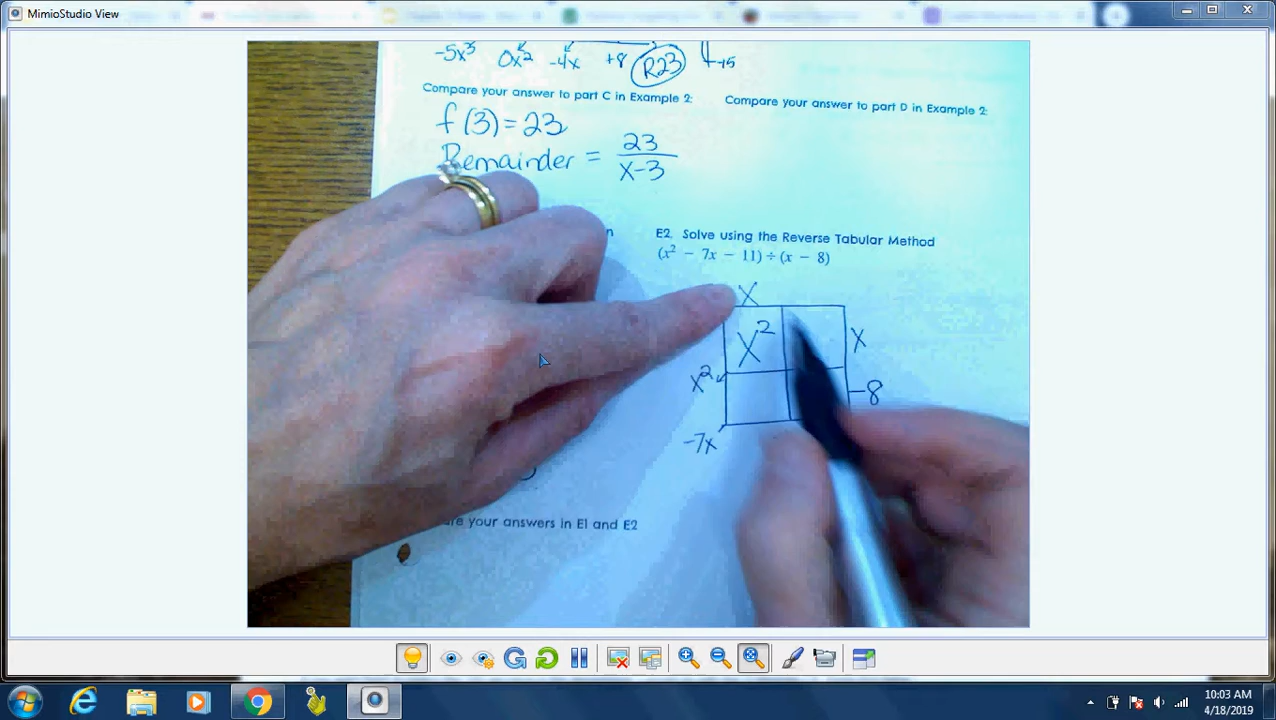 MimioStudio View
-5x³ 0x² -4x +8 R23
+15
Compare your answer to part C in Example 2:
Compare your answer to part D in Example 2:
f(3) = 23
Remainder = 23
x-3
n
E2. Solve using the Reverse Tabular Method
(x² − 7x − 11) ÷ (x − 8)
X
X² X
X²
-8
-7x
re your answers in E1 and E2
10:03 AM
4/18/2019